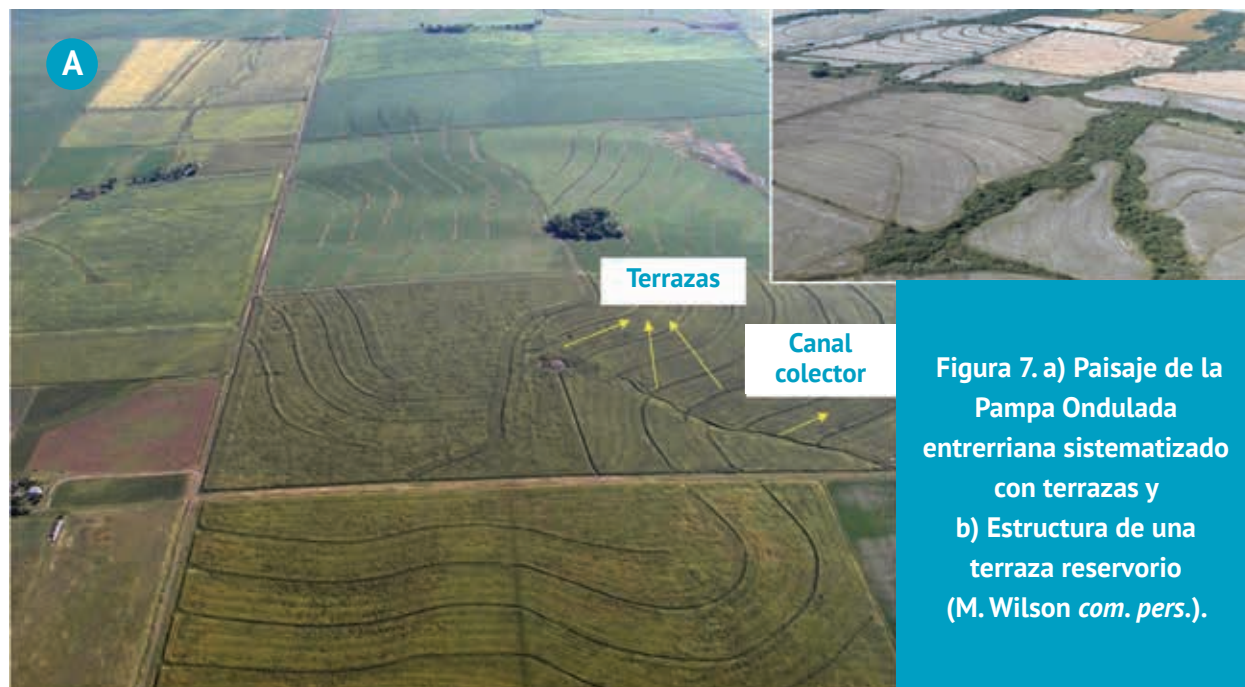 A
Terrazas
Canal
colector
Figura 7. a) Paisaje de la
Pampa Ondulada
entrerriana sistematizado
con terrazas y
b) Estructura de una
terraza reservorio
(M. Wilson com. pers.).